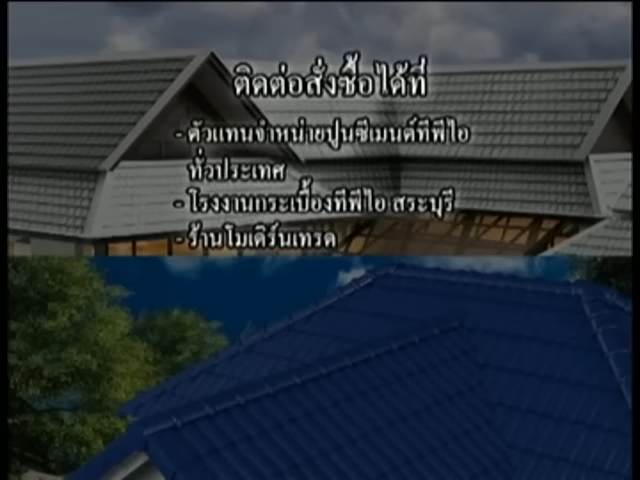 ติดต่อสั่งซื้อได้ที่
- ตัวแทนจำหน่ายปูนซีเมนต์ทีพีไอ
ทั่วประเทศ
- โรงงานกระเบื้องทีพีไอ สระบุรี
- ร้านโมเดิร์นเทรด